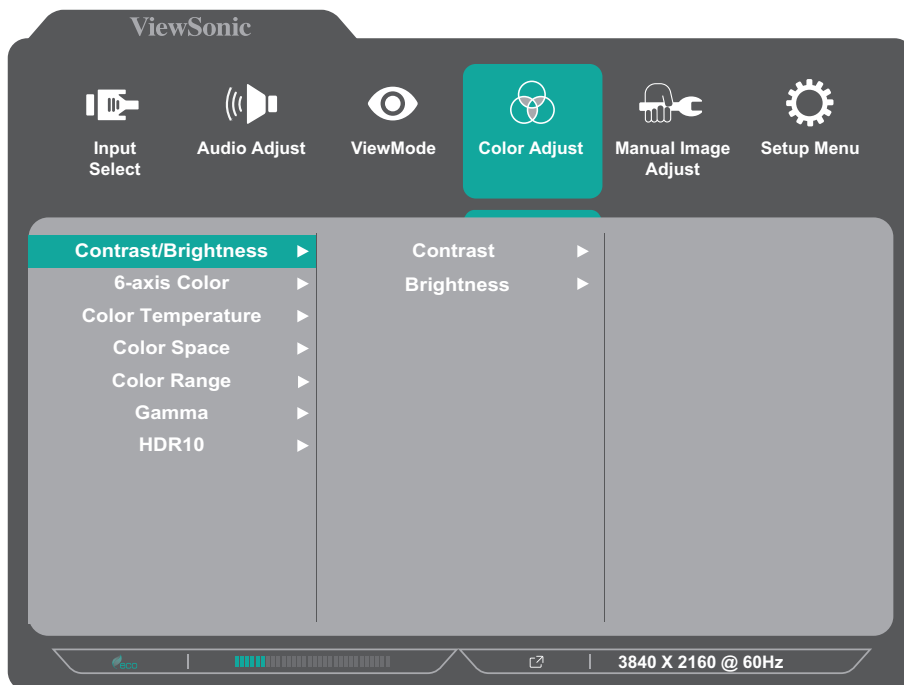 ViewSonic
Input
Select
Audio Adjust
ViewMode
Color Adjust
Manual Image
Adjust
Setup Menu
Contrast/Brightness
6-axis Color
Color Temperature
Color Space
Color Range
Gamma
HDR10
Contrast
Brightness
eco
3840 X 2160 @ 60Hz